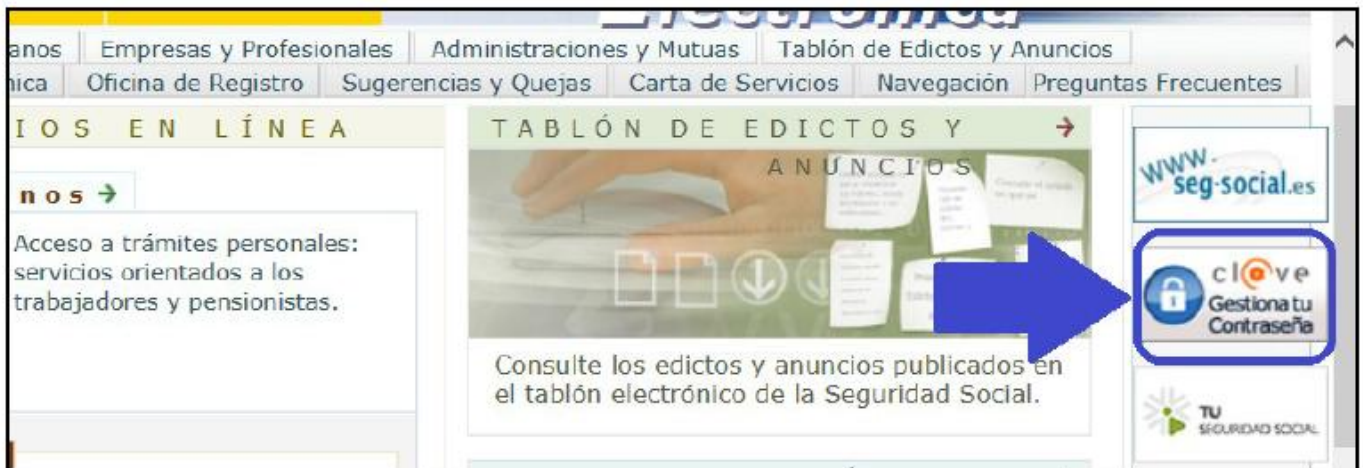 Electrónica
anos Empresas y Profesionales Administraciones y Mutuas Tablón de Edictos y Anuncios
nica Oficina de Registro Sugerencias y Quejas Carta de Servicios Navegación Preguntas Frecuentes
IOS EN LÍNEA
nos
Acceso a trámites personales:
servicios orientados a los
trabajadores y pensionistas.
TABLÓN DE EDICTOS Y
ANUNCIOS
Consulte los edictos y anuncios publicados en
el tablón electrónico de la Seguridad Social.
www.
seg-social.es
cl@ve
Gestiona tu
Contraseña
TU
SEGURIDAD SOCIAL